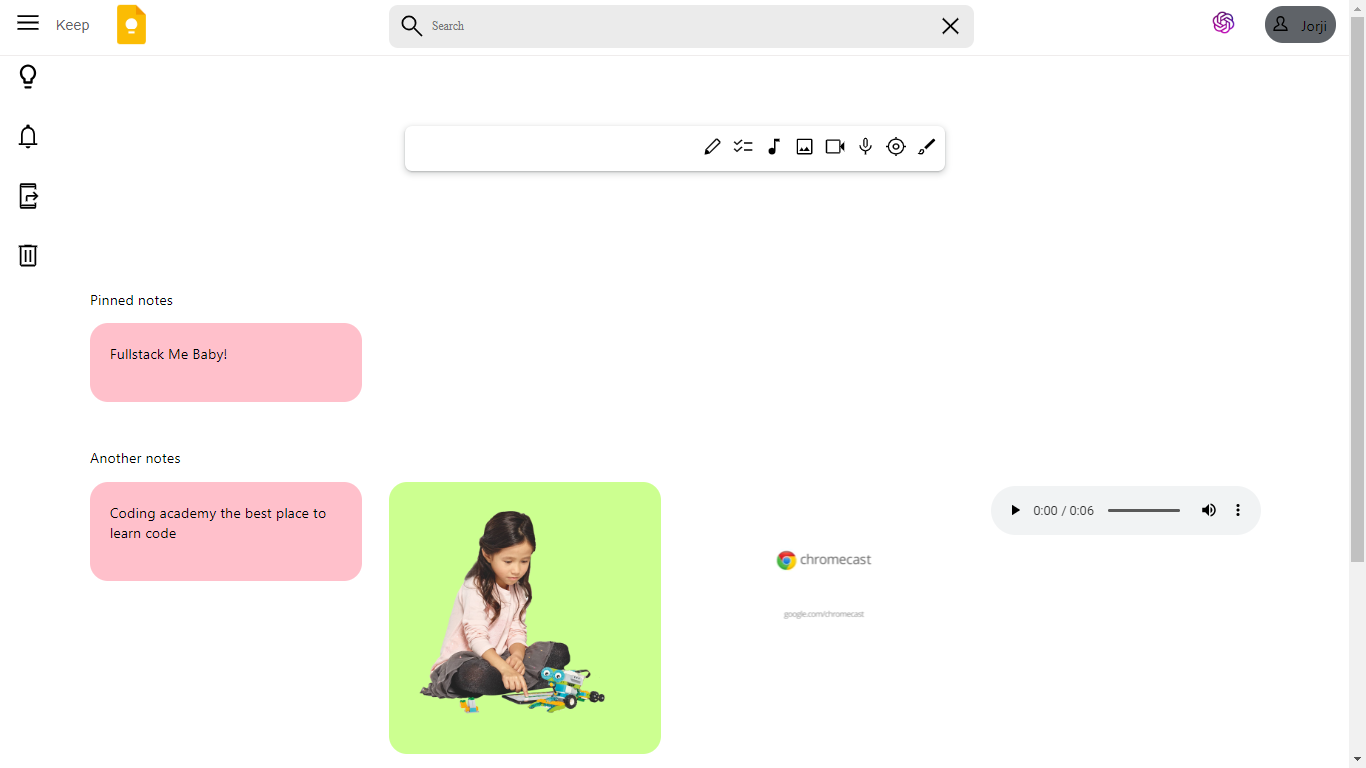 Keep
Search
Jorji
Pinned notes
Fullstack Me Baby!
Another notes
Coding academy the best place to
learn code
0:00 / 0:06
chromecast
google.com/chromecast